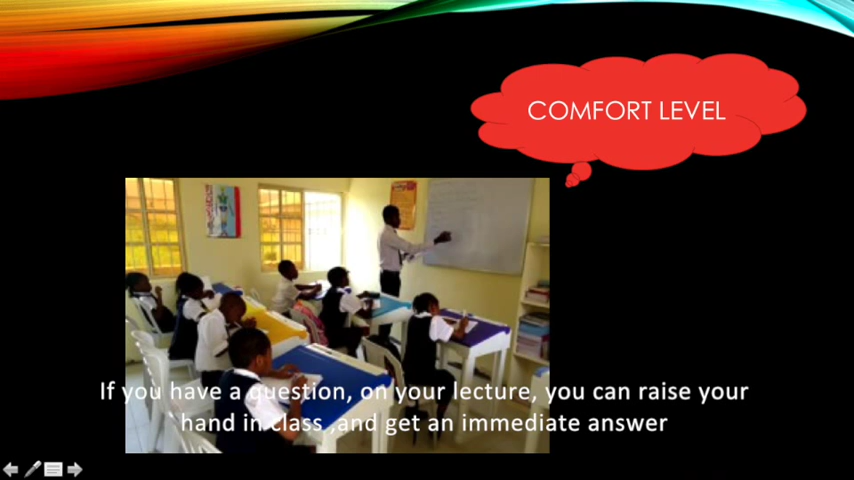 COMFORT LEVEL
If you have a question, on your lecture, you can raise your
hand in class ,and get an immediate answer